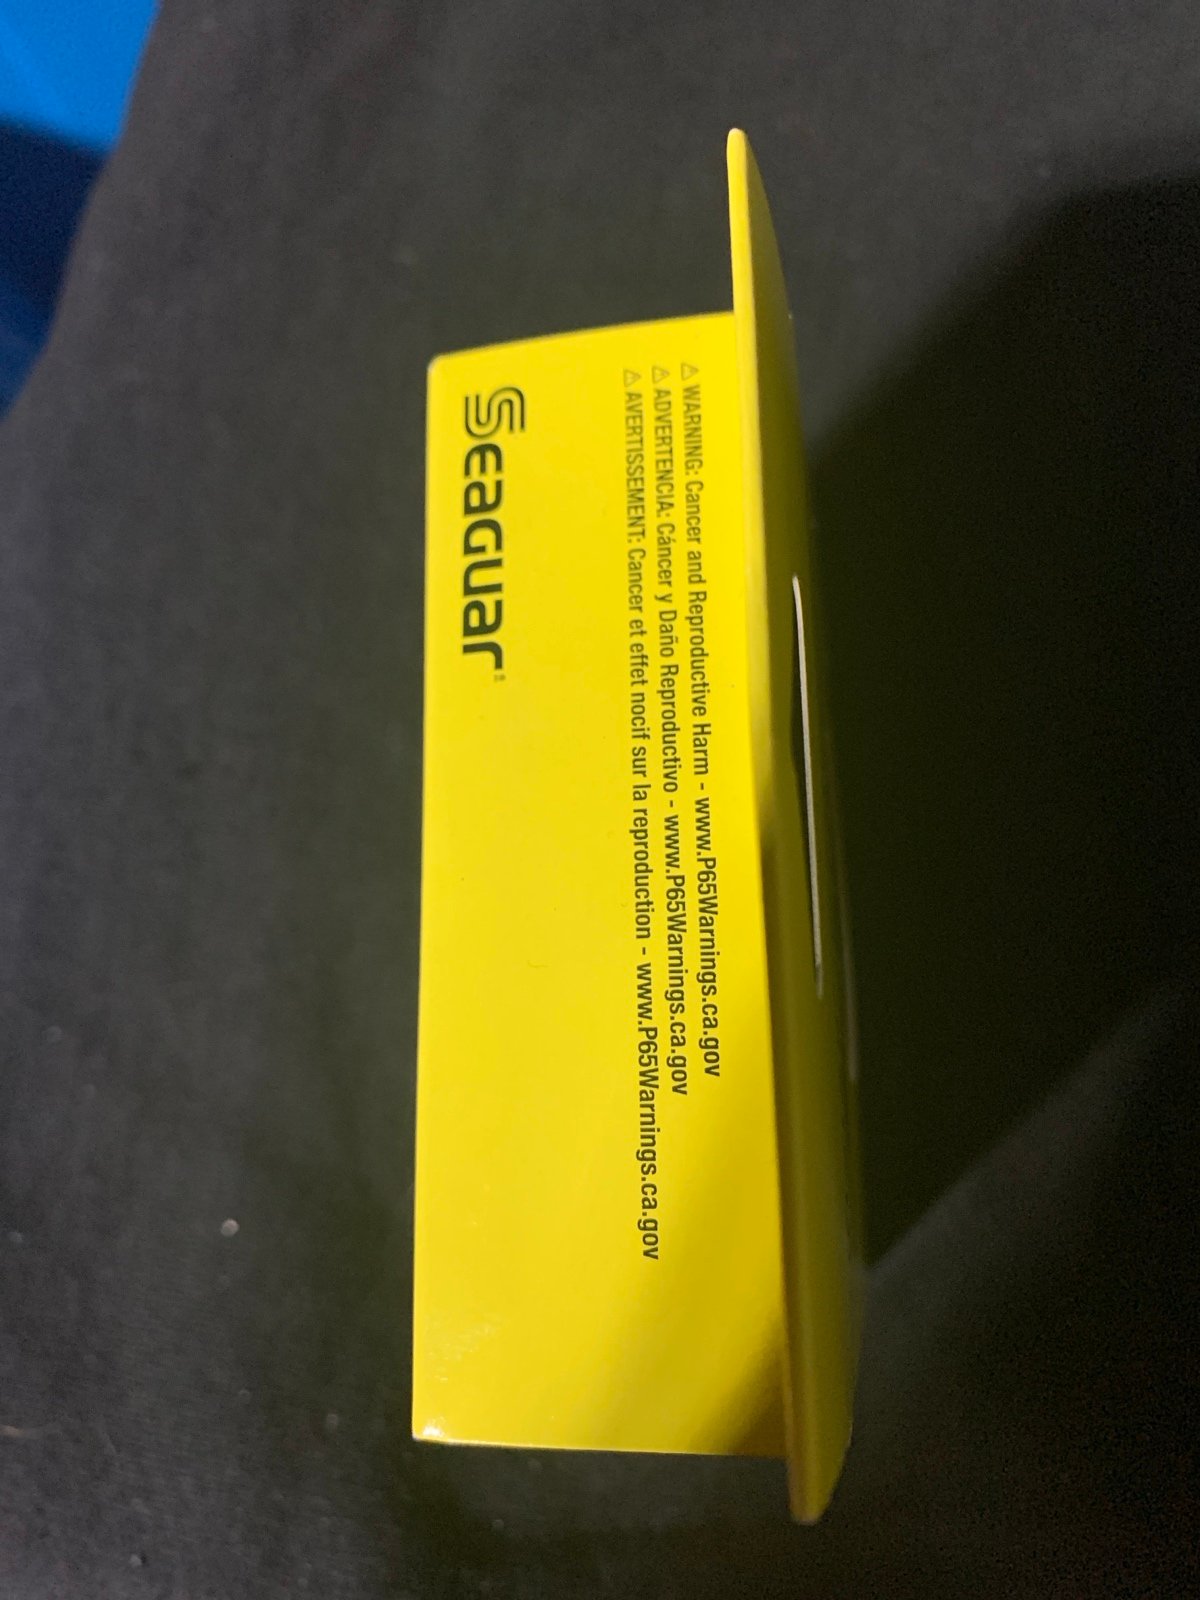 ⚠ WARNING: Cancer and Reproductive Harm - www.P65Warnings.ca.gov
⚠ ADVERTENCIA: Cáncer y Daño Reproductivo - www.P65Warnings.ca.gov
⚠ AVERTISSEMENT: Cancer et effet nocif sur la reproduction - www.P65Warnings.ca.gov
Seaguar®